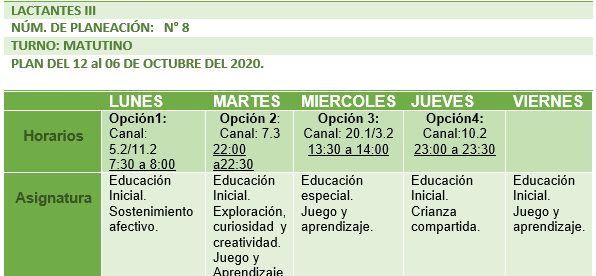 LACTANTES III
NÚM. DE PLANEACIÓN: N° 8
TURNO: MATUTINO
PLAN DEL 12 al 06 DE OCTUBRE DEL 2020.
LUNES MARTES MIERCOLES JUEVES VIERNES
Horarios
Opción1:
Canal:
5.2/11.2
7:30 a 8:00
Opción 2:
Canal: 7.3
22:00
a22:30
Opción 3:
Canal: 20.1/3.2
13:30 a 14:00
Opción4:
Canal:10.2
23:00 a 23:30
Asignatura
Educación
Inicial.
Sostenimiento
afectivo.
Educación
Inicial.
Exploración,
curiosidad y
creatividad.
Juego y
Aprendizaje
Educación
especial.
Juego y
aprendizaje.
Educación
Inicial.
Crianza
compartida.
Educación
Inicial.
Juego y
aprendizaje.